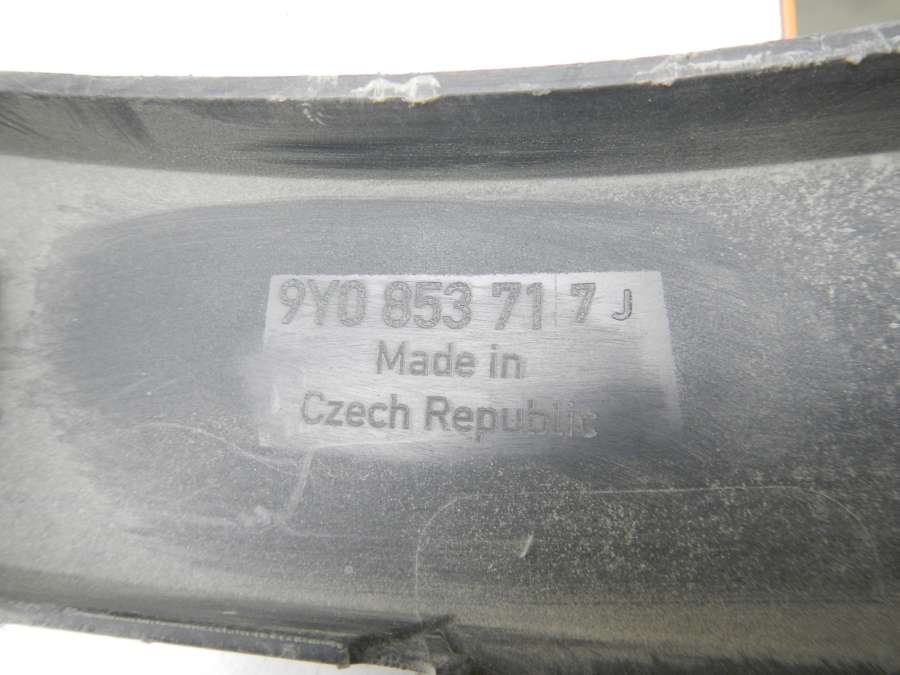 9Y0 853 717 J
Made in
Czech Republic